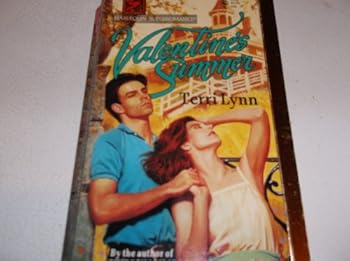 HARLEQUIN SUPERROMANCE
Valentine's
Summer
Terri Lynn
By the author of